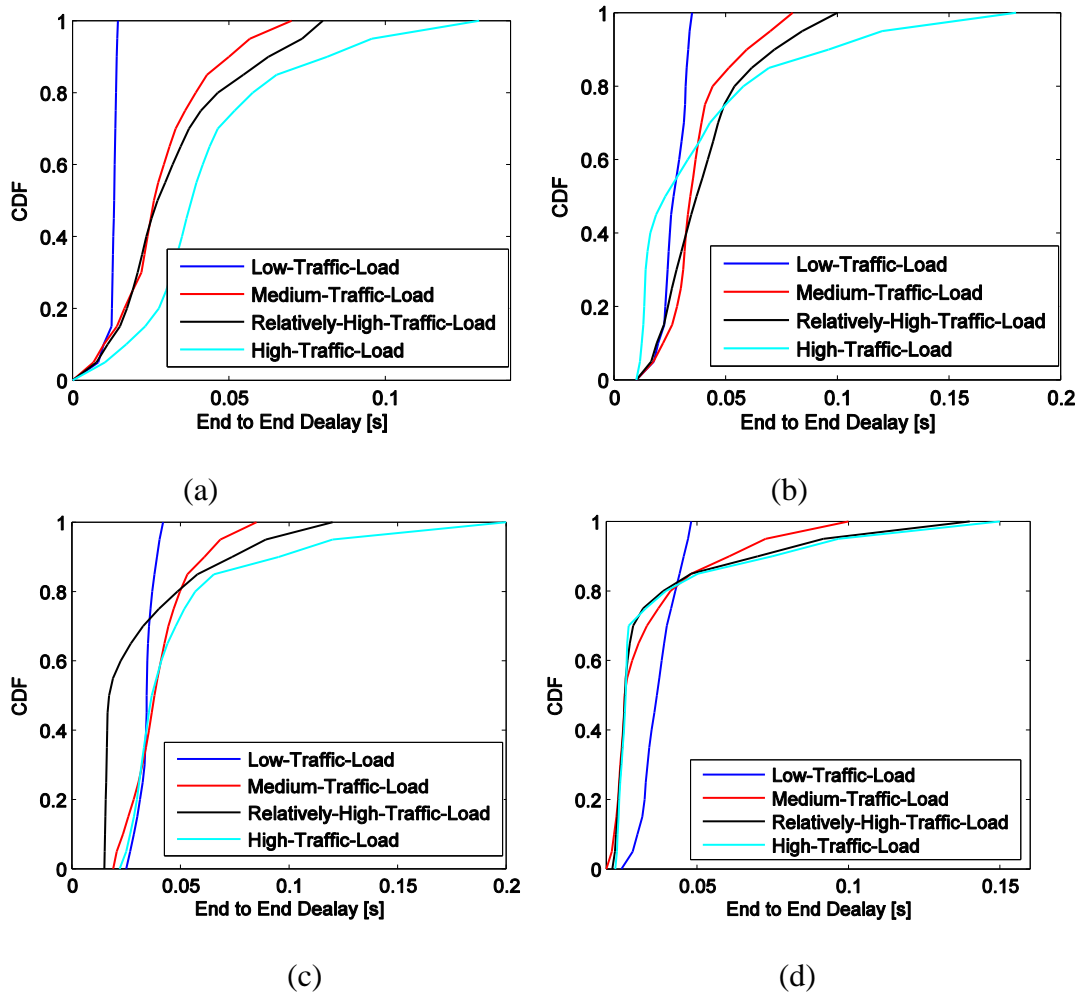 1
0.8
0.6
0.4
0.2
0
CDF
0
0.05
0.1
End to End Dealay [s]
Low-Traffic-Load
Medium-Traffic-Load
Relatively-High-Traffic-Load
High-Traffic-Load
(a)
1
0.8
0.6
0.4
0.2
0
CDF
0
0.05
0.1
0.15
0.2
End to End Dealay [s]
Low-Traffic-Load
Medium-Traffic-Load
Relatively-High-Traffic-Load
High-Traffic-Load
(b)
1
0.8
0.6
0.4
0.2
0
CDF
0
0.05
0.1
0.15
0.2
End to End Dealay [s]
Low-Traffic-Load
Medium-Traffic-Load
Relatively-High-Traffic-Load
High-Traffic-Load
(c)
1
0.8
0.6
0.4
0.2
0
CDF
0.05
0.1
0.15
End to End Dealay [s]
Low-Traffic-Load
Medium-Traffic-Load
Relatively-High-Traffic-Load
High-Traffic-Load
(d)